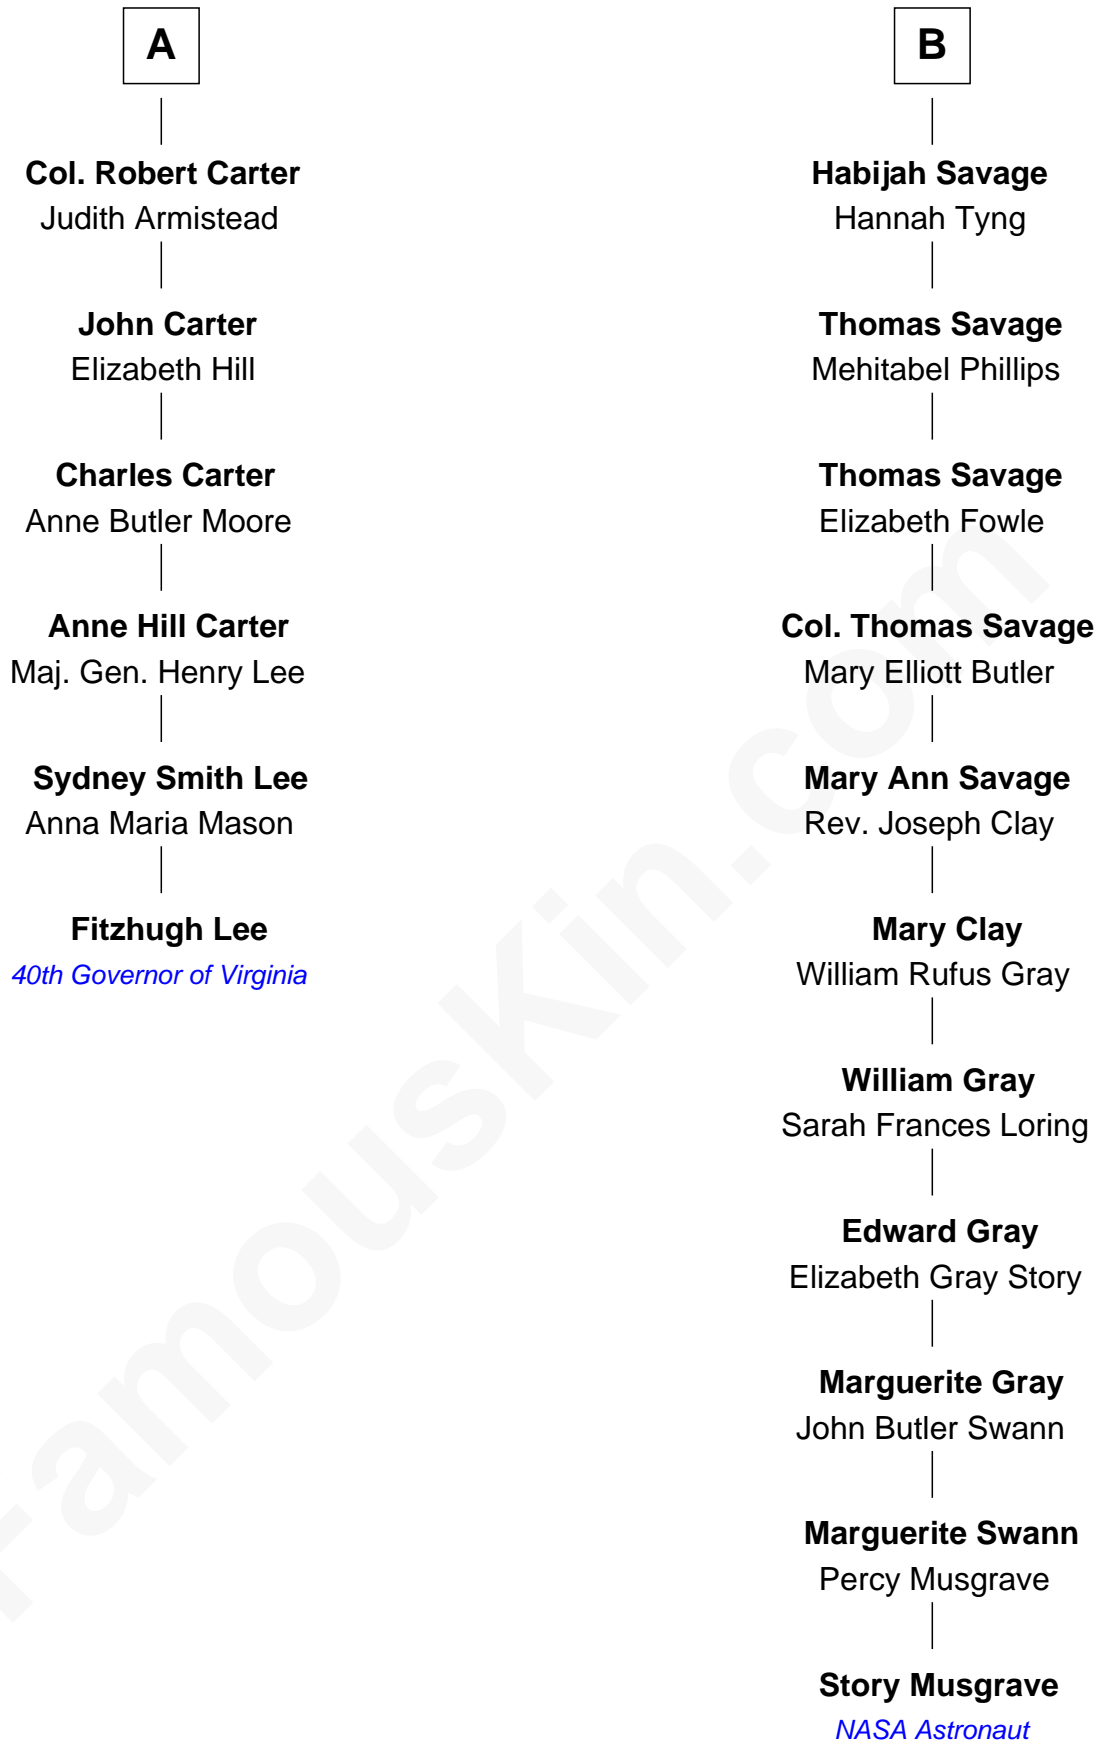 A
Col. Robert Carter
Judith Armistead
John Carter
Elizabeth Hill
Charles Carter
Anne Butler Moore
Anne Hill Carter
Maj. Gen. Henry Lee
Sydney Smith Lee
Anna Maria Mason
Fitzhugh Lee
40th Governor of Virginia
B
Habijah Savage
Hannah Tyng
Thomas Savage
Mehitabel Phillips
Thomas Savage
Elizabeth Fowle
Col. Thomas Savage
Mary Elliott Butler
Mary Ann Savage
Rev. Joseph Clay
Mary Clay
William Rufus Gray
William Gray
Sarah Frances Loring
Edward Gray
Elizabeth Gray Story
Marguerite Gray
John Butler Swann
Marguerite Swann
Percy Musgrave
Story Musgrave
NASA Astronaut
FamousKin.com